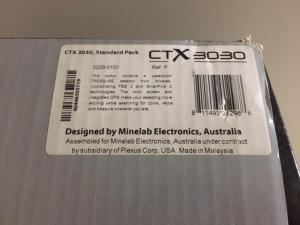 CTX 3030, Standard Pack
CTX 3030
3228-0101
Ref: P
This carton contains a waterproof
TREASURE detector from Minelab,
incorporating FBS 2 and SmartFind 2
technologies. The color screen and
integrated GPS make your detecting more
exciting while searching for coins, relics
and treasure wherever you are.
Designed by Minelab Electronics, Australia
Assembled for Minelab Electronics, Australia under contract
by subsidiary of Plexus Corp, USA. Made in Malaysia